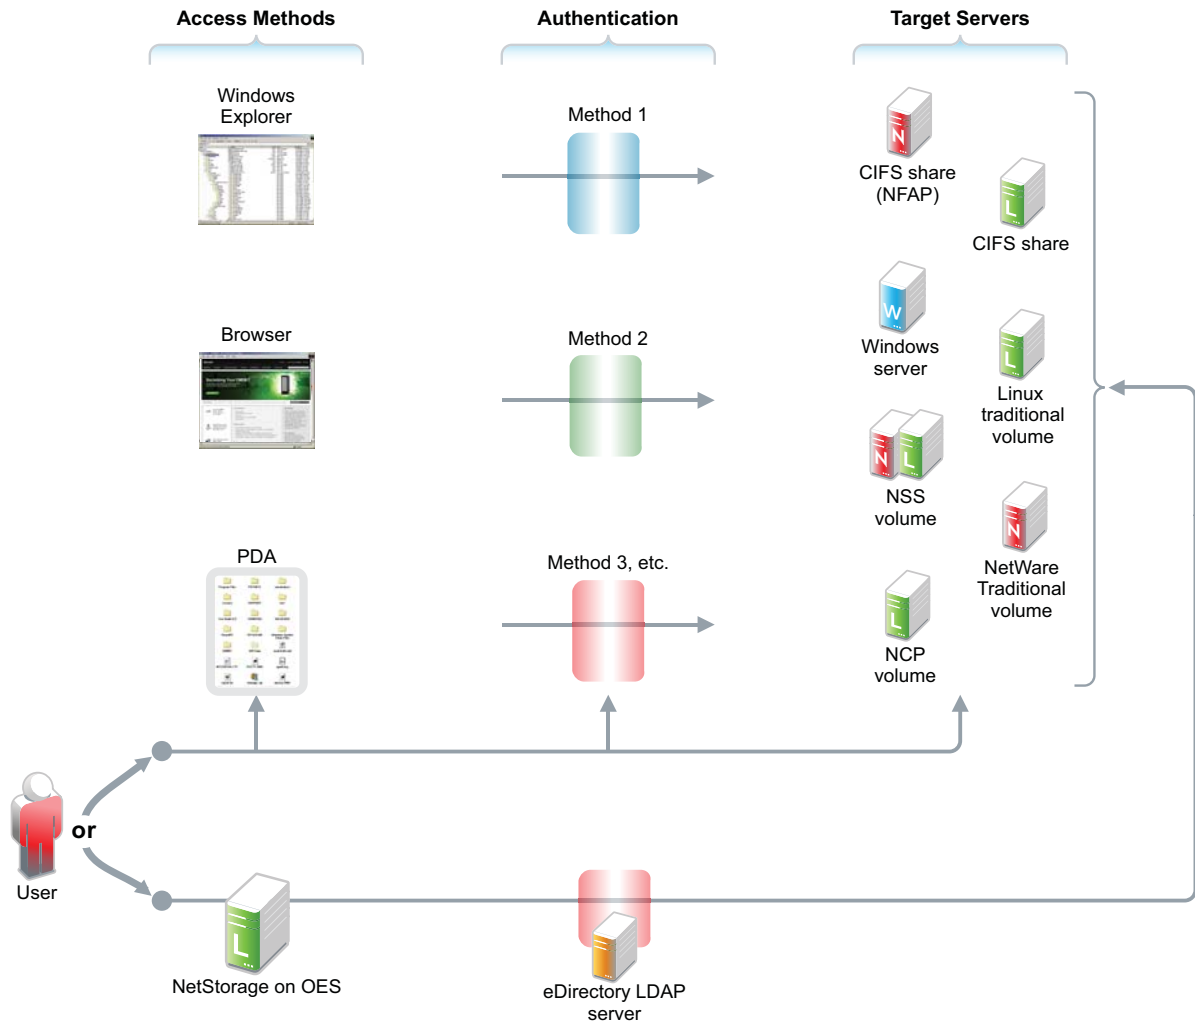 Access Methods
Authentication
Target Servers
Windows
Explorer
Method 1
N
CIFS share
(NFAP)
L
CIFS share
Browser
Method 2
W
Windows
server
L
Linux
traditional
volume
N
L
NSS
volume
N
NetWare
Traditional
volume
PDA
Method 3, etc.
L
NCP
volume
or
User
L
NetStorage on OES
eDirectory LDAP
server